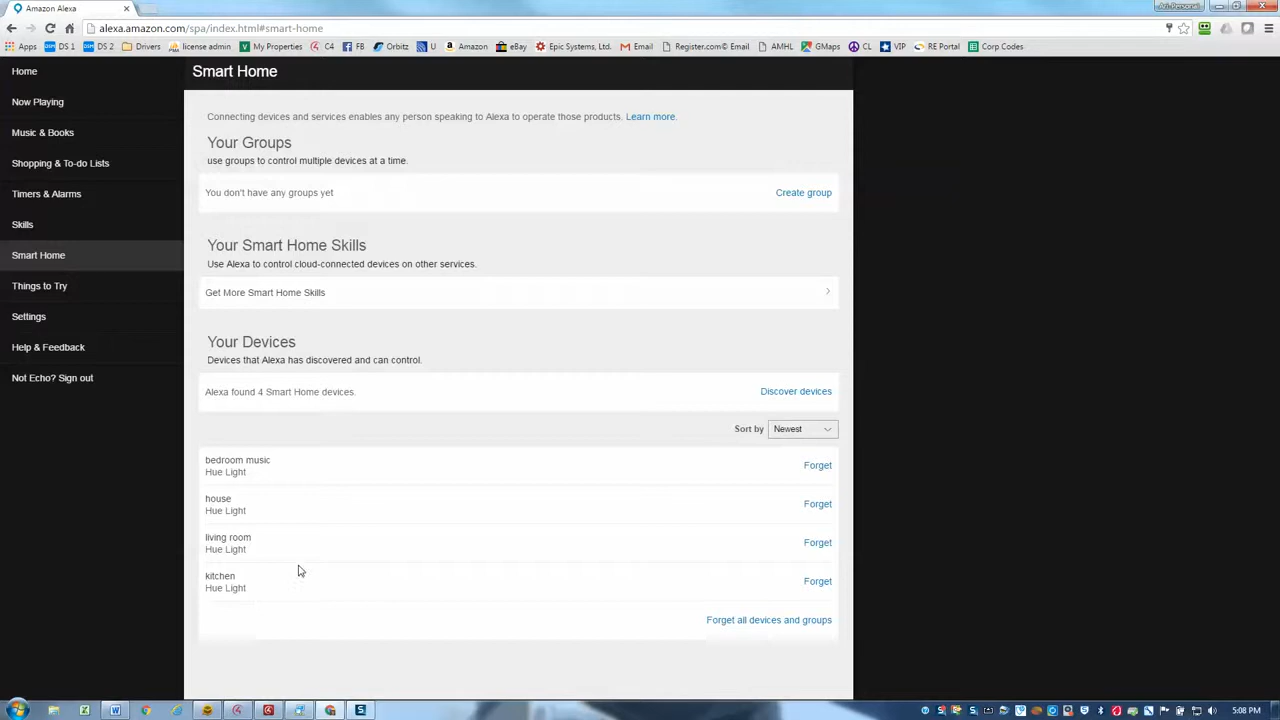 Amazon Alexa
Ari-Personal
alexa.amazon.com/spa/index.html#smart-home
Apps DS 1 DS 2 Drivers license admin My Properties C4 FB Orbitz U Amazon eBay Epic Systems, Ltd. Gmail Register.com© Email AMHL GMaps CL VIP RE Portal Corp Codes
Home
Now Playing
Music & Books
Shopping & To-do Lists
Timers & Alarms
Skills
Smart Home
Things to Try
Settings
Help & Feedback
Not Echo? Sign out
Smart Home
Connecting devices and services enables any person speaking to Alexa to operate those products. Learn more.
Your Groups
use groups to control multiple devices at a time.
You don't have any groups yet Create group
Your Smart Home Skills
Use Alexa to control cloud-connected devices on other services.
Get More Smart Home Skills
Your Devices
Devices that Alexa has discovered and can control.
Alexa found 4 Smart Home devices. Discover devices
Sort by Newest
bedroom music
Hue Light Forget
house
Hue Light Forget
living room
Hue Light Forget
kitchen
Hue Light Forget
Forget all devices and groups
5:08 PM